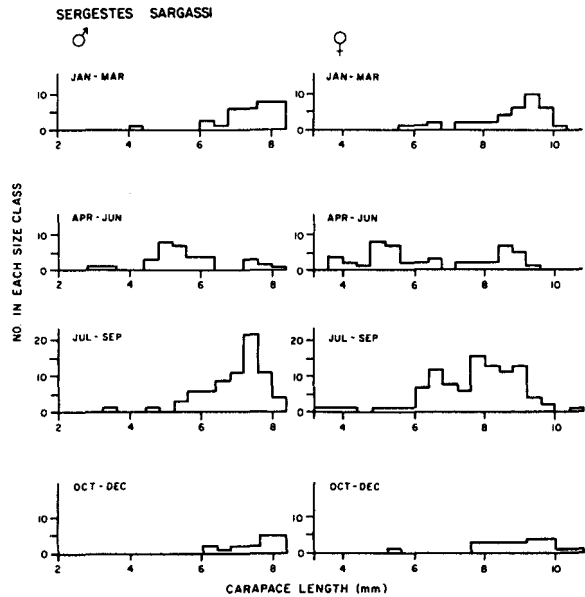 SERGESTES SARGASSI
♂ ♀
JAN-MAR JAN-MAR
10
0
10
0
2 4 6 8 4 6 8 10
APR-JUN APR-JUN
10
0
10
0
2 4 6 8 4 6 8 10
JUL-SEP JUL-SEP
20
10
0
20
10
0
2 4 6 8 4 6 8 10
OCT-DEC OCT-DEC
10
0
10
0
2 4 6 8 4 6 8 10
NO. IN EACH SIZE CLASS
CARAPACE LENGTH (mm)